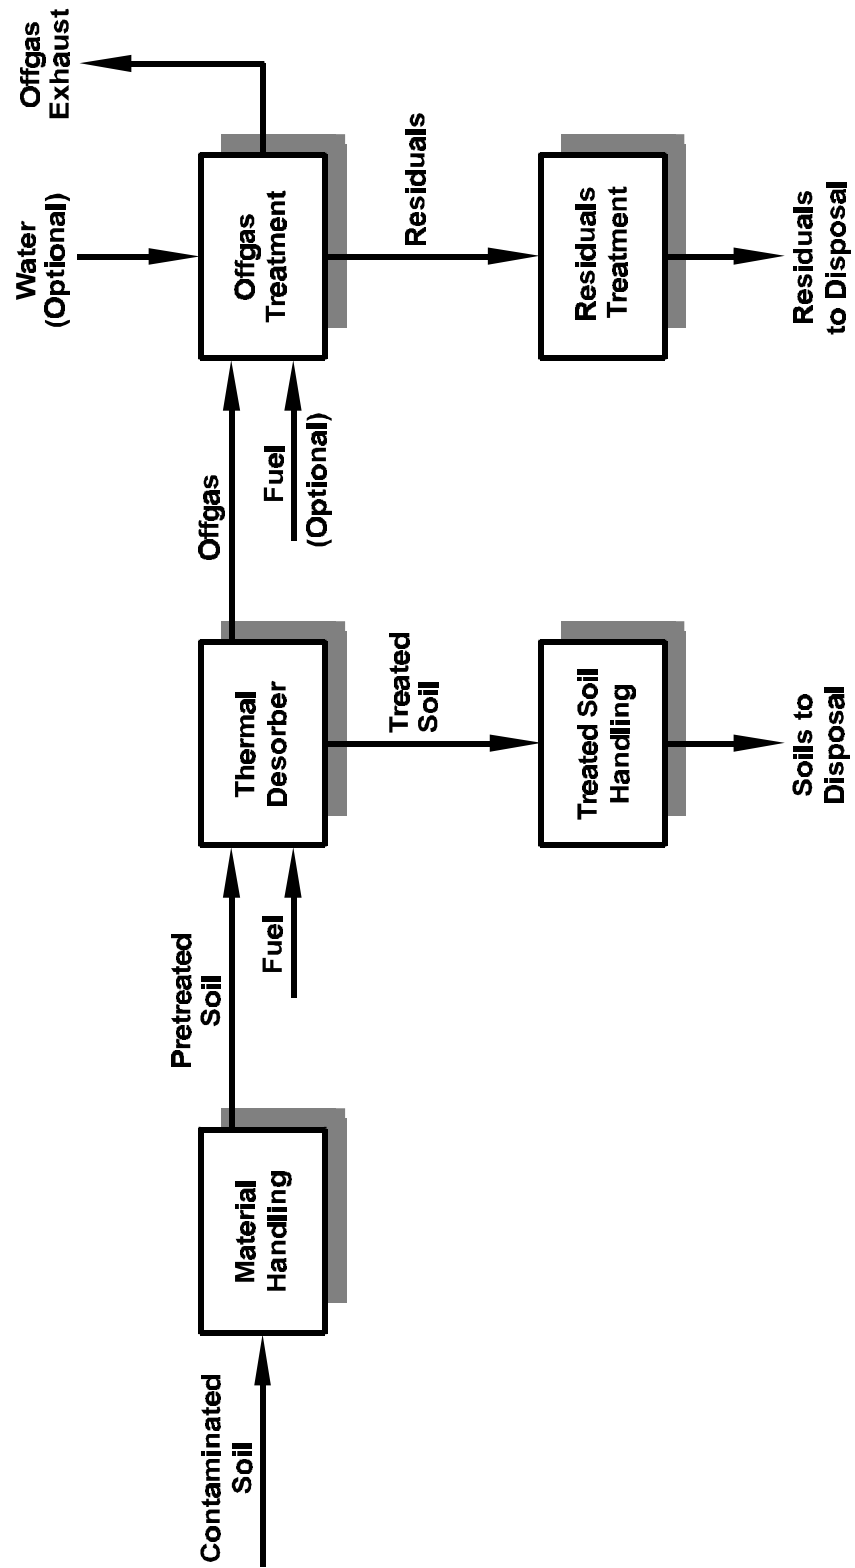 Contaminated
Soil
Material
Handling
Pretreated
Soil
Fuel
Thermal
Desorber
Treated
Soil
Treated Soil
Handling
Soils to
Disposal
Offgas
Fuel
(Optional)
Water
(Optional)
Offgas
Treatment
Offgas
Exhaust
Residuals
Residuals
Treatment
Residuals
to Disposal